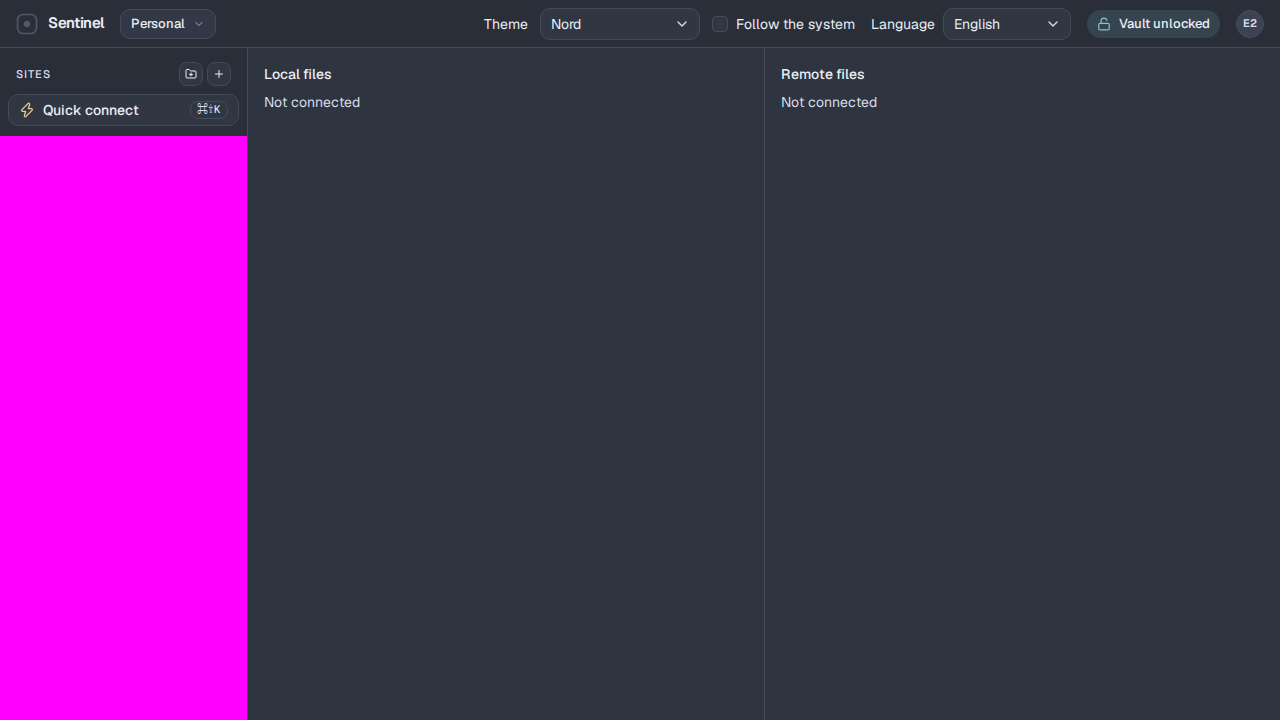 Sentinel
Personal
Theme
Nord
Follow the system
Language
English
Vault unlocked
E2
SITES
Quick connect
Local files
Not connected
Remote files
Not connected